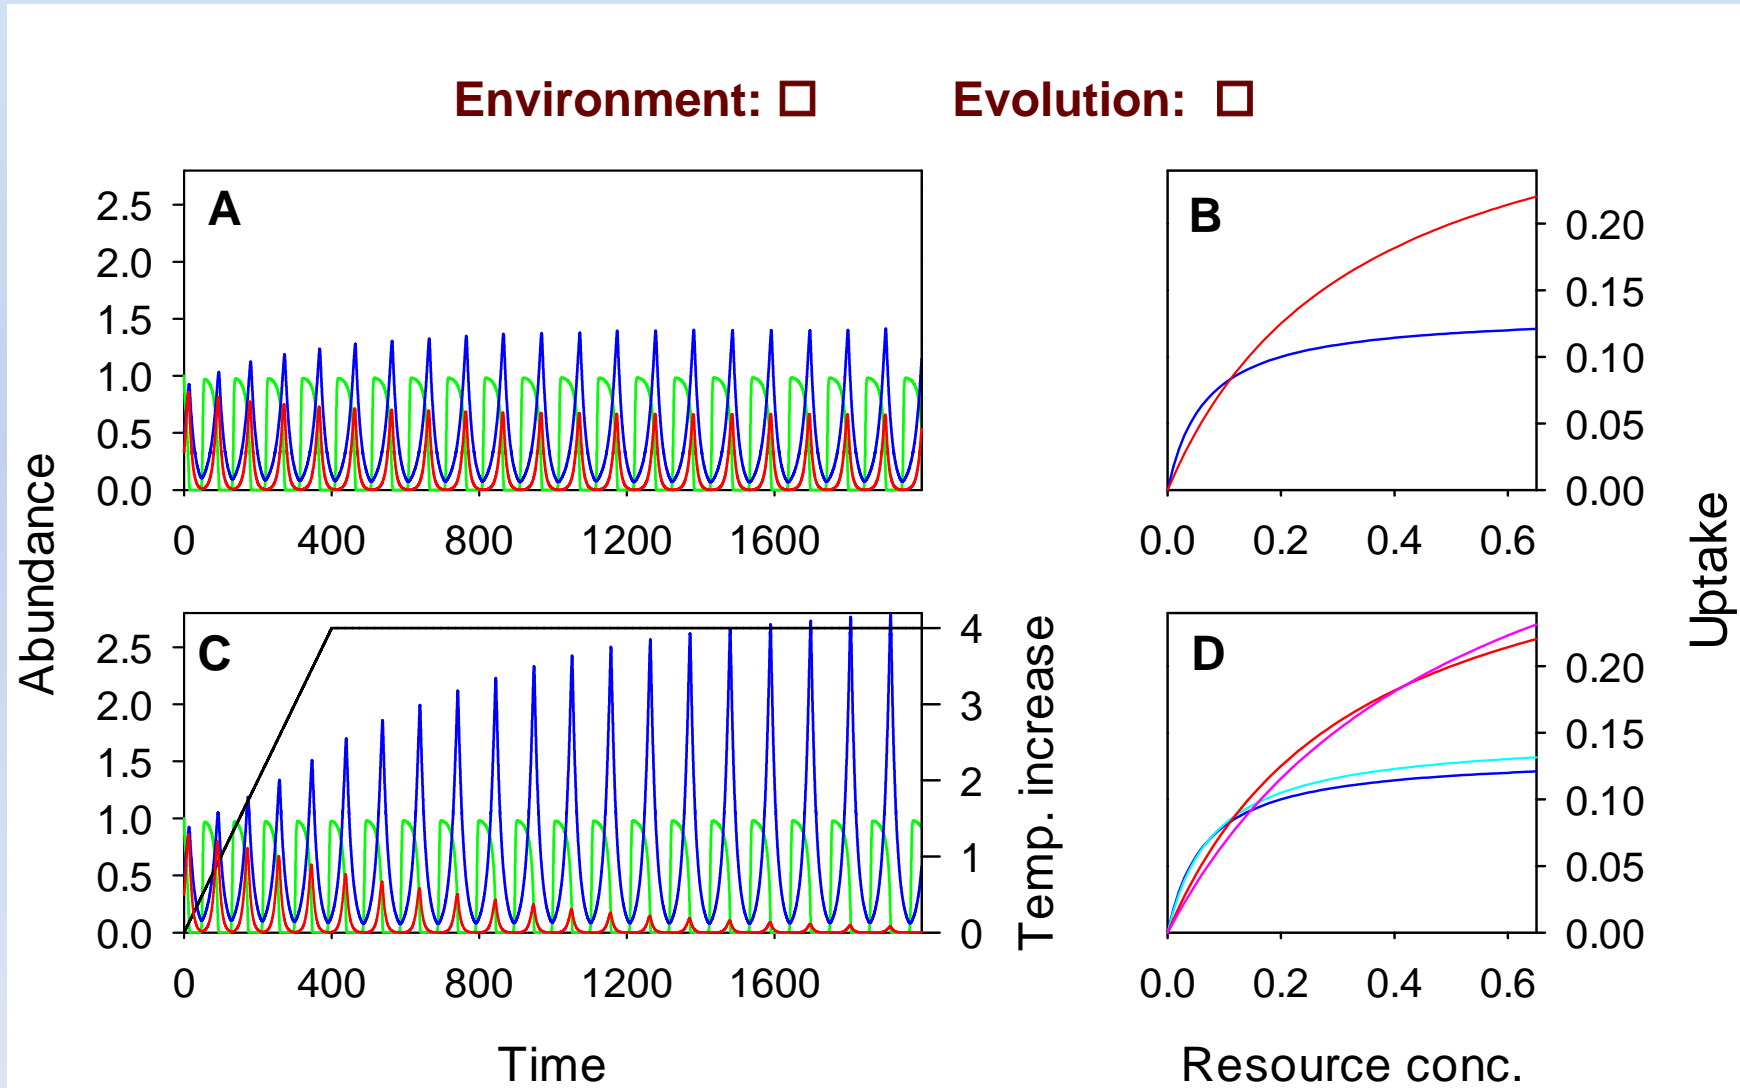 Environment: □ Evolution: □
A
2.5
2.0
1.5
1.0
0.5
0.0
0 400 800 1200 1600
B
0.20
0.15
0.10
0.05
0.00
0.0 0.2 0.4 0.6
Abundance
Uptake
C
2.5
2.0
1.5
1.0
0.5
0.0
0 400 800 1200 1600
4
3
2
1
0
Temp. increase
D
0.20
0.15
0.10
0.05
0.00
0.0 0.2 0.4 0.6
Time
Resource conc.